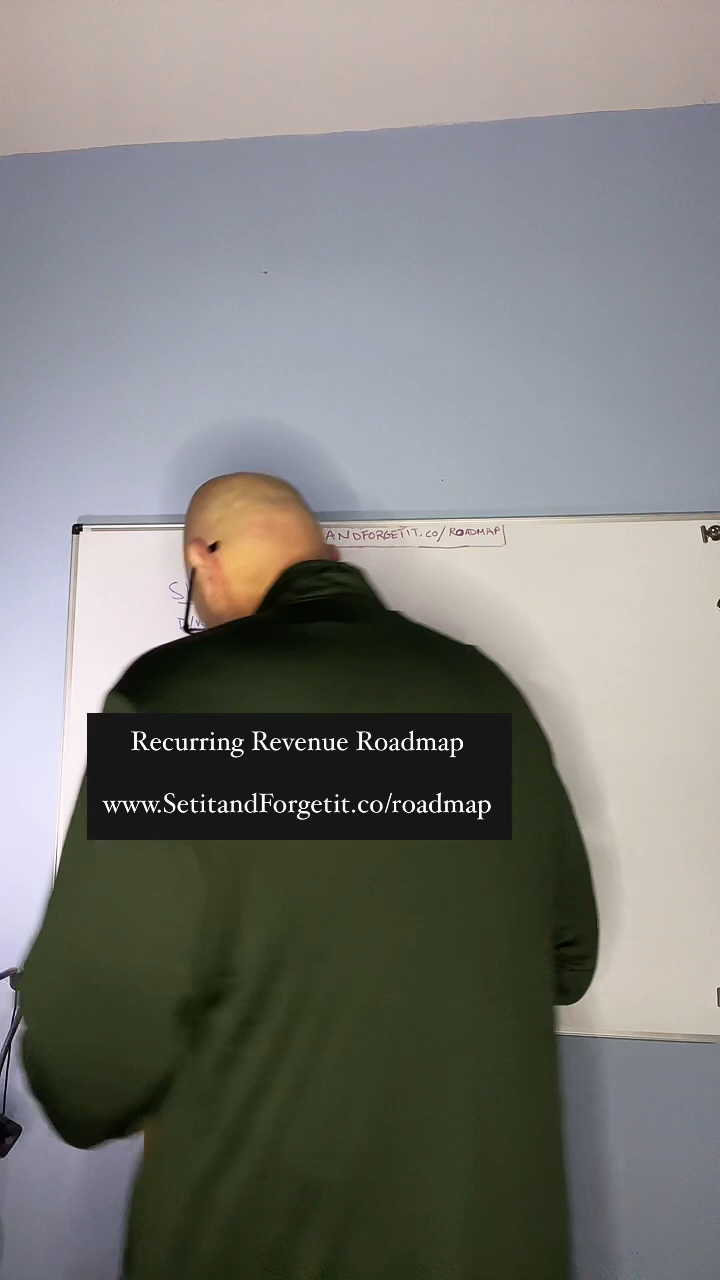 ANDFORGETIT.CO/ROADMAP
Recurring Revenue Roadmap
www.SetitandForgetit.co/roadmap